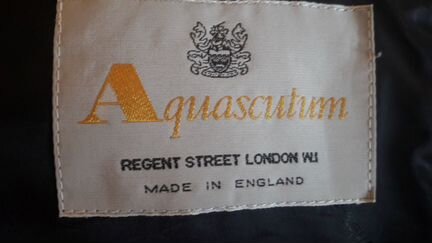 Aquascutum
REGENT STREET LONDON W.1
MADE IN ENGLAND